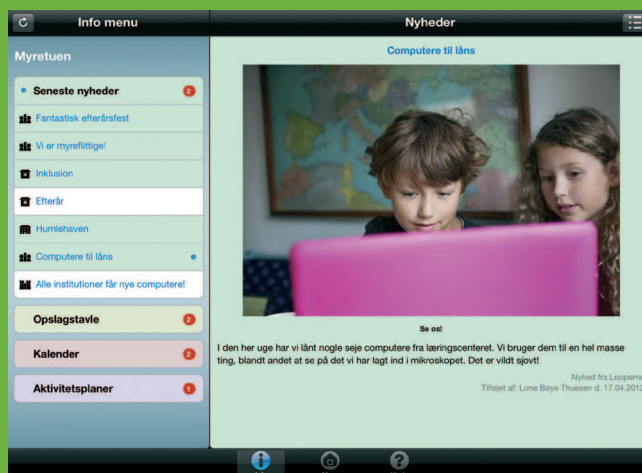 Info menu
Nyheder
Myretuen
Seneste nyheder 2
Fantastisk efterårsfest
Vi er myreflittige!
Inklusion
Efterår
Humlehaven
Computere til låns
Alle institutioner får nye computere!
Opslagstavle 2
Kalender 2
Aktivitetsplaner 1
Computere til låns
Se os!
I den her uge har vi lånt nogle seje computere fra læringscenteret. Vi bruger dem til en hel masse
ting, blandt andet at se på det vi har lagt ind i mikroskopet. Det er vildt sjovt!
Nyhed fra Lopperne
Tilføjet af: Lone Bøye Thuesen d. 17.04.2012